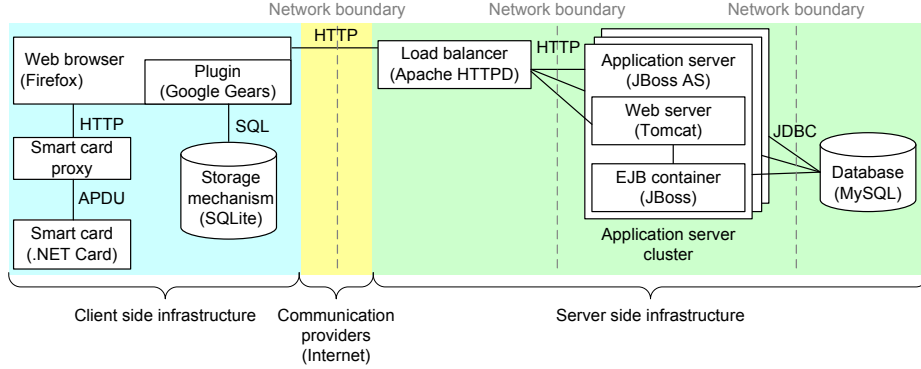 Network boundary
Network boundary
Network boundary
HTTP
Web browser
(Firefox)
Plugin
(Google Gears)
HTTP
SQL
Smart card
proxy
APDU
Smart card
(.NET Card)
Storage
mechanism
(SQLite)
Load balancer
(Apache HTTPD)
HTTP
Application server
(JBoss AS)
Web server
(Tomcat)
EJB container
(JBoss)
Application server
cluster
JDBC
Database
(MySQL)
Client side infrastructure
Communication
providers
(Internet)
Server side infrastructure